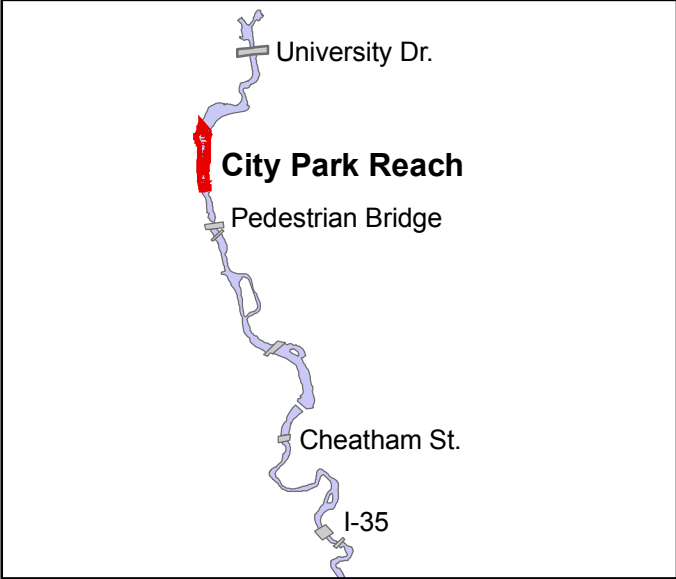 University Dr.
City Park Reach
Pedestrian Bridge
Cheatham St.
I-35